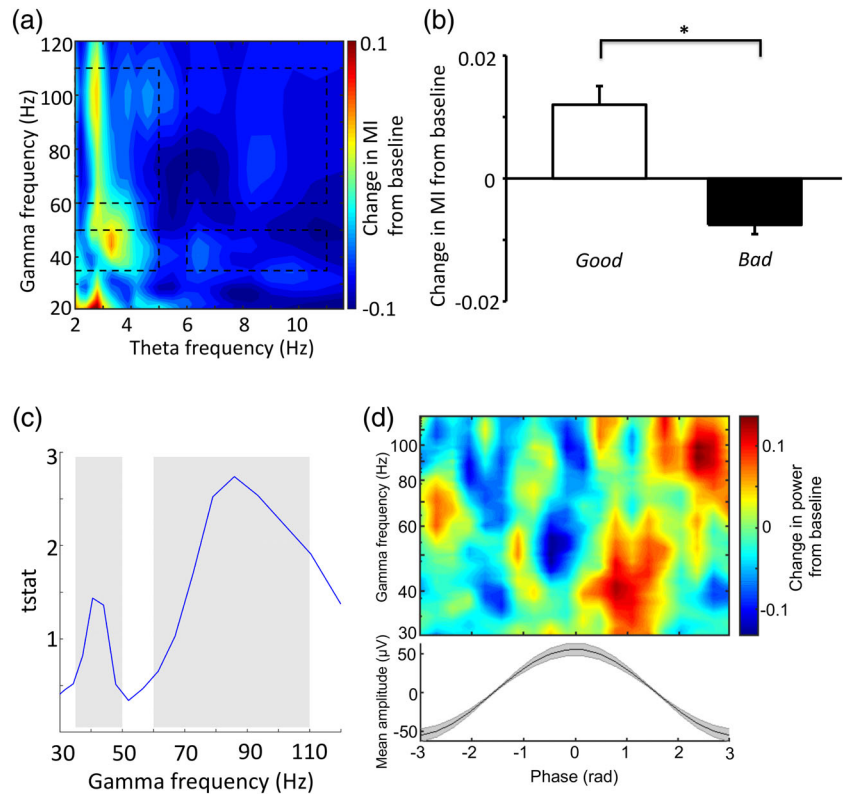 (a)
120
100
80
60
40
20
Gamma frequency (Hz)
2 4 6 8 10
Theta frequency (Hz)
0.1
-0.1
Change in MI
from baseline
(b)
*
0.02
0
-0.02
Change in MI from baseline
Good Bad
(c)
3
2
1
tstat
30 50 70 90 110
Gamma frequency (Hz)
(d)
100
80
60
40
30
Gamma frequency (Hz)
0.1
0
-0.1
Change in power
from baseline
50
0
-50
Mean amplitude (µV)
-3 -2 -1 0 1 2 3
Phase (rad)